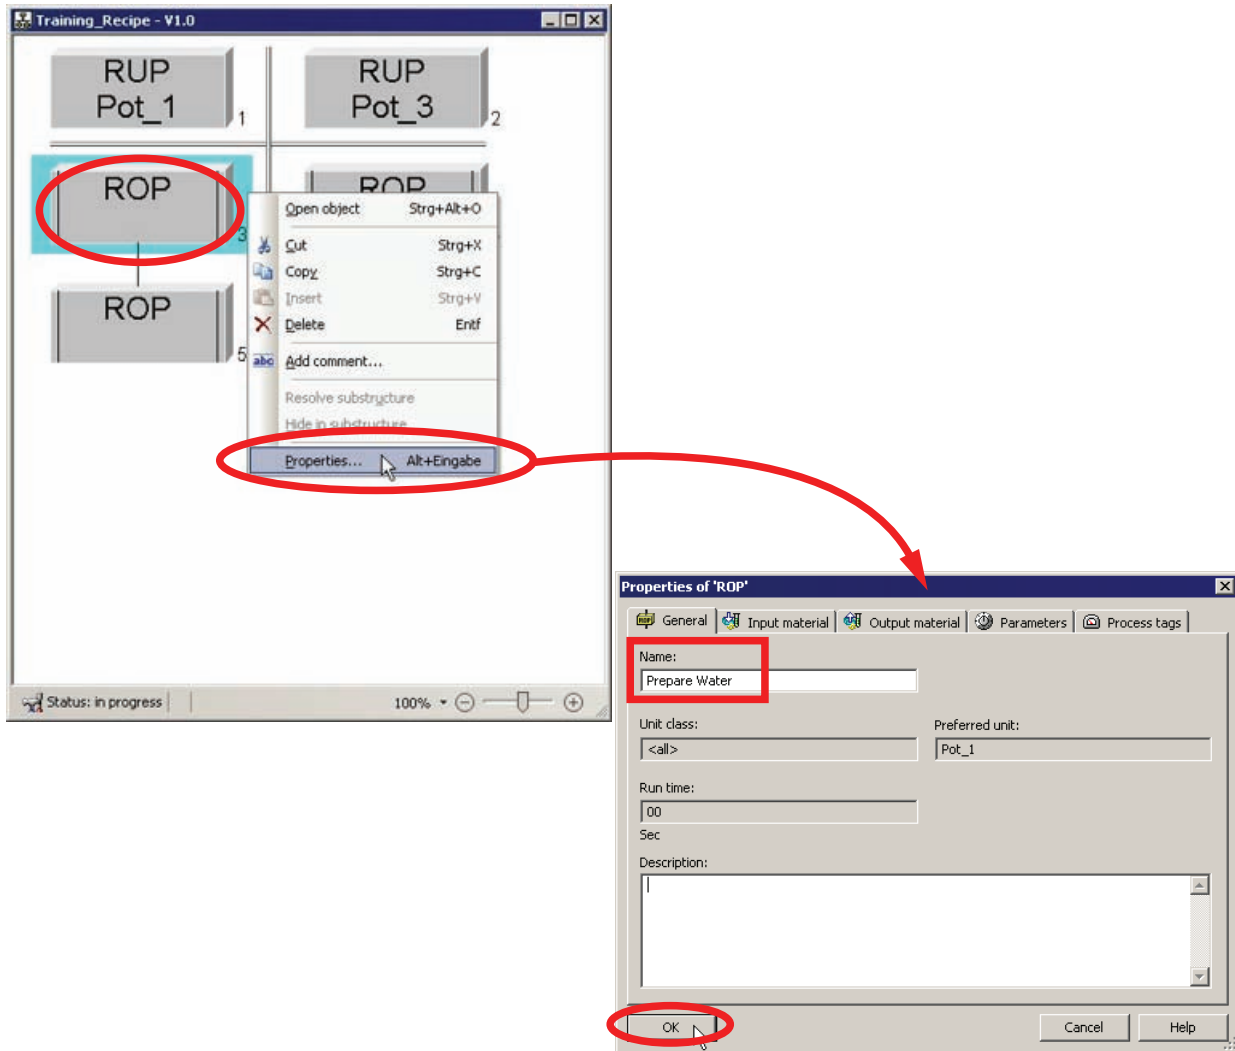 Training_Recipe - V1.0
RUP
Pot_1
1
RUP
Pot_3
2
ROP
3
ROP
Open object Strg+Alt+O
Cut Strg+X
Copy Strg+C
Insert Strg+V
Delete Entf
abc Add comment...
Resolve substructure
Hide in substructure
Properties... Alt+Eingabe
ROP
5
Status: in progress
100%
Properties of 'ROP'
General Input material Output material Parameters Process tags
Name:
Prepare Water
Unit class: Preferred unit:
<all> Pot_1
Run time:
00
Sec
Description:
OK Cancel Help